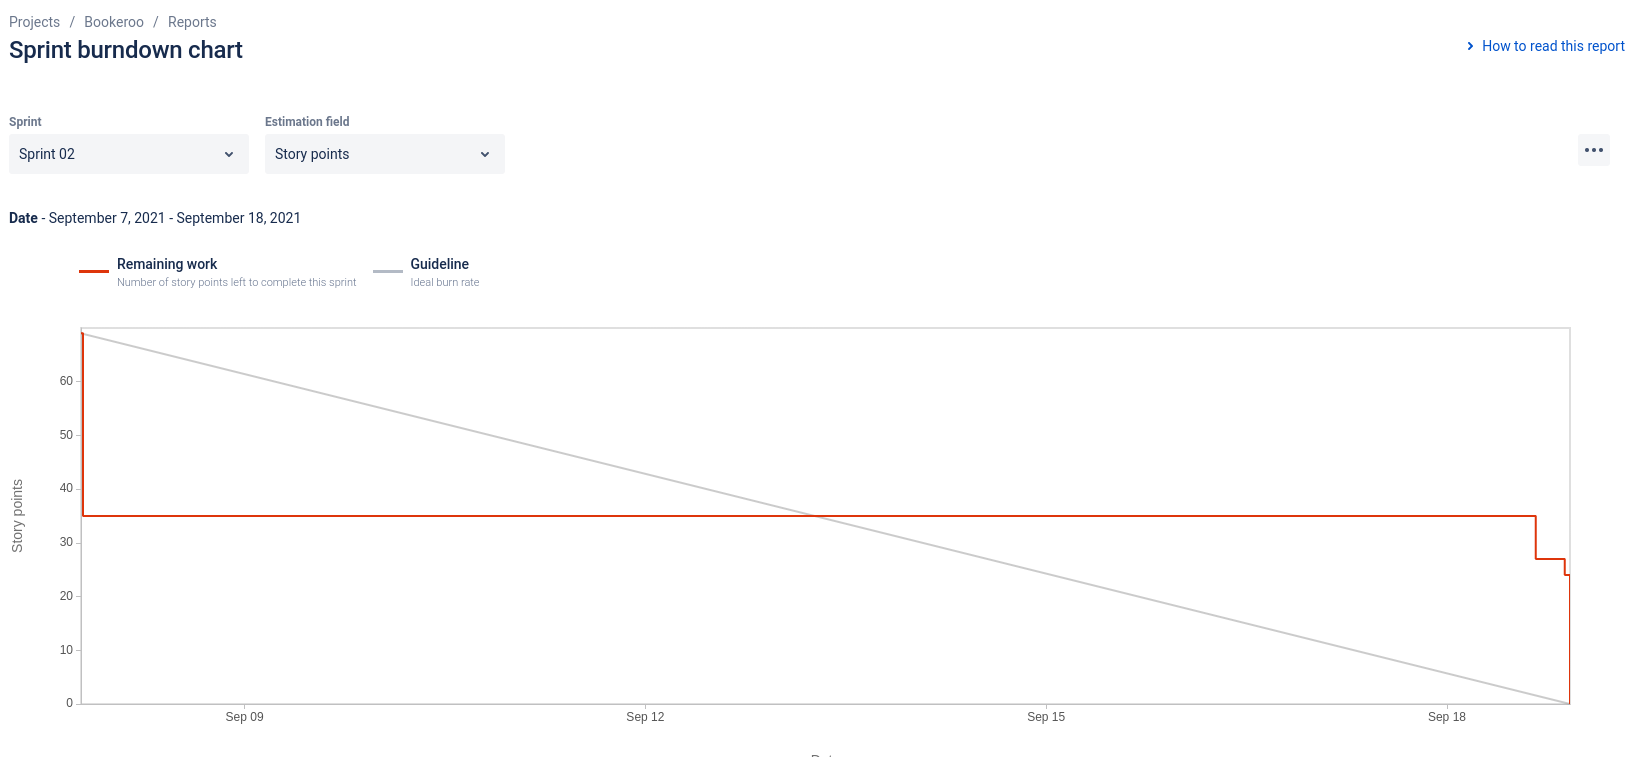 Projects / Bookeroo / Reports
Sprint burndown chart
How to read this report
Sprint
Estimation field
Sprint 02
Story points
Date - September 7, 2021 - September 18, 2021
Remaining work
Number of story points left to complete this sprint
Guideline
Ideal burn rate
Story points
60
50
40
30
20
10
0
Sep 09
Sep 12
Sep 15
Sep 18